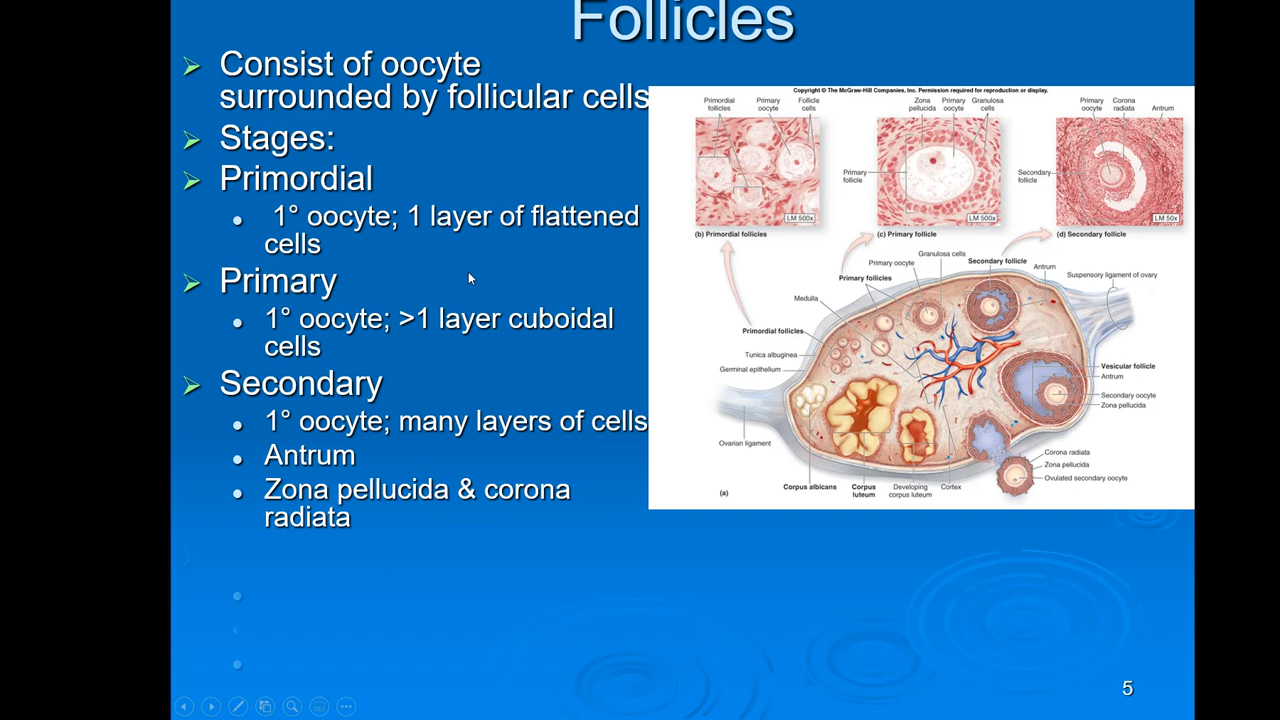 Follicles
Consist of oocyte
surrounded by follicular cells
Stages:
Primordial
1° oocyte; 1 layer of flattened
cells
Primary
1° oocyte; >1 layer cuboidal
cells
Secondary
1° oocyte; many layers of cells
Antrum
Zona pellucida & corona
radiata
Copyright © The McGraw-Hill Companies, Inc. Permission required for reproduction or display.
Primordial
follicles
Primary
oocyte
Follicle
cells
LM 500x
(b) Primordial follicles
Zona
pellucida
Primary
oocyte
Granulosa
cells
Primary
follicle
LM 500x
(c) Primary follicle
Primary
oocyte
Corona
radiata
Antrum
Secondary
follicle
LM 50x
(d) Secondary follicle
Granulosa cells
Primary oocyte
Secondary follicle
Antrum
Primary follicles
Suspensory ligament of ovary
Medulla
Primordial follicles
Tunica albuginea
Germinal epithelium
Vesicular follicle
Antrum
Secondary oocyte
Zona pellucida
Ovarian ligament
Corona radiata
Zona pellucida
Ovulated secondary oocyte
Corpus albicans
Corpus
luteum
Developing
corpus luteum
Cortex
(a)
5